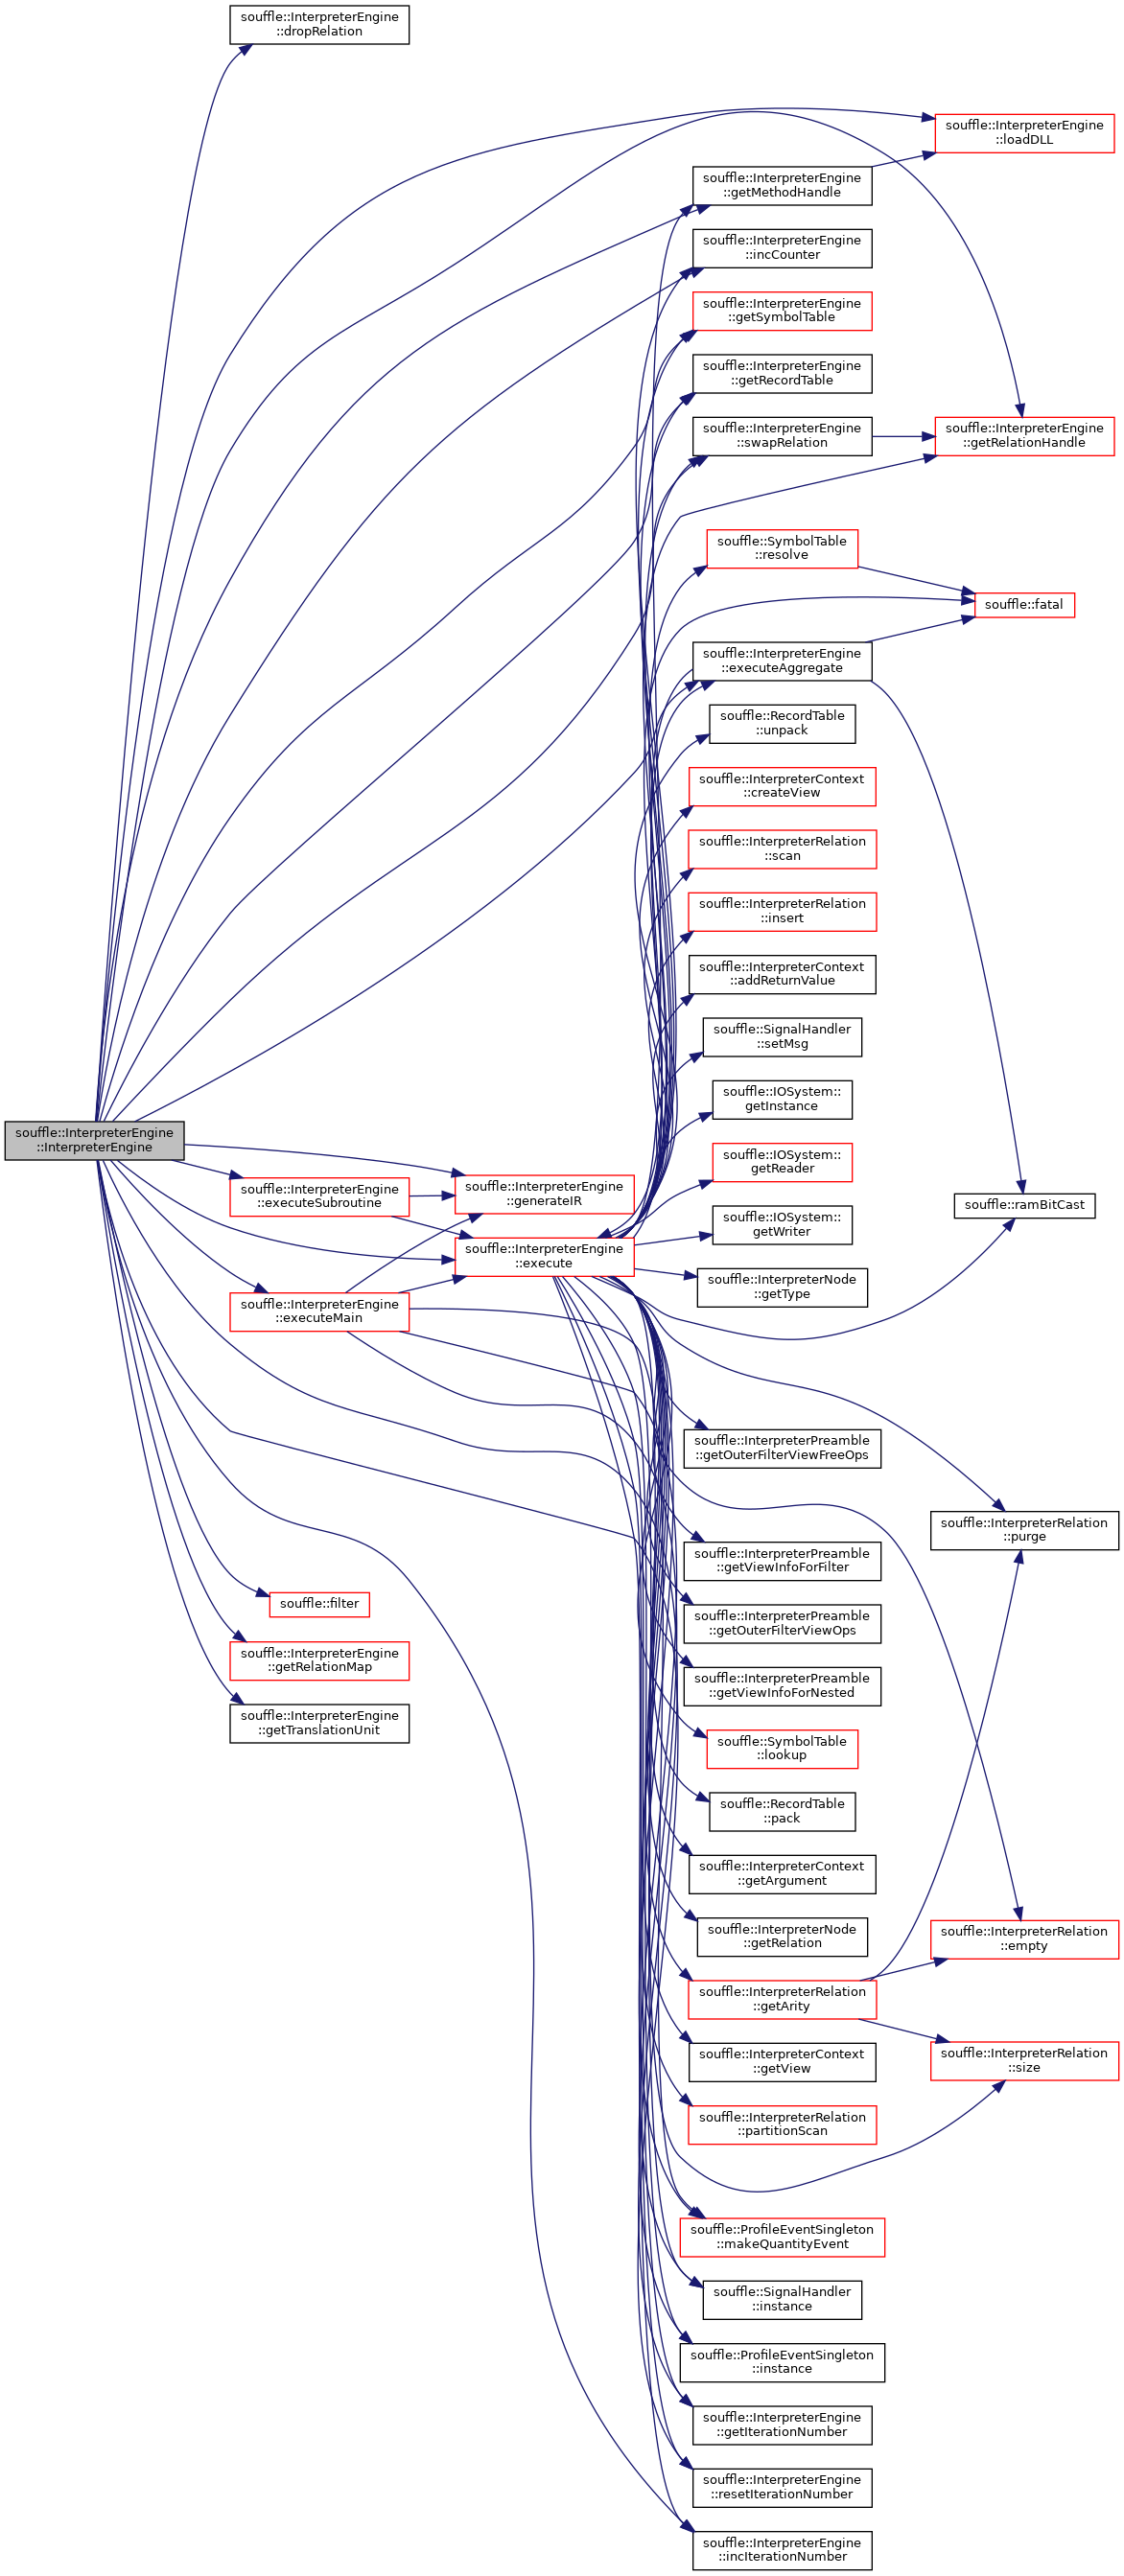 souffle::InterpreterEngine
::dropRelation
souffle::InterpreterEngine
::loadDLL
souffle::InterpreterEngine
::getMethodHandle
souffle::InterpreterEngine
::incCounter
souffle::InterpreterEngine
::getSymbolTable
souffle::InterpreterEngine
::getRecordTable
souffle::InterpreterEngine
::swapRelation
souffle::InterpreterEngine
::getRelationHandle
souffle::SymbolTable
::resolve
souffle::fatal
souffle::InterpreterEngine
::executeAggregate
souffle::RecordTable
::unpack
souffle::InterpreterContext
::createView
souffle::InterpreterRelation
::scan
souffle::InterpreterRelation
::insert
souffle::InterpreterContext
::addReturnValue
souffle::SignalHandler
::setMsg
souffle::IOSystem::
getInstance
souffle::InterpreterEngine
::InterpreterEngine
souffle::IOSystem::
getReader
souffle::InterpreterEngine
::executeSubroutine
souffle::InterpreterEngine
::generateIR
souffle::ramBitCast
souffle::IOSystem::
getWriter
souffle::InterpreterEngine
::execute
souffle::InterpreterNode
::getType
souffle::InterpreterEngine
::executeMain
souffle::InterpreterPreamble
::getOuterFilterViewFreeOps
souffle::InterpreterRelation
::purge
souffle::InterpreterPreamble
::getViewInfoForFilter
souffle::filter
souffle::InterpreterPreamble
::getOuterFilterViewOps
souffle::InterpreterEngine
::getRelationMap
souffle::InterpreterPreamble
::getViewInfoForNested
souffle::InterpreterEngine
::getTranslationUnit
souffle::SymbolTable
::lookup
souffle::RecordTable
::pack
souffle::InterpreterContext
::getArgument
souffle::InterpreterNode
::getRelation
souffle::InterpreterRelation
::empty
souffle::InterpreterRelation
::getArity
souffle::InterpreterContext
::getView
souffle::InterpreterRelation
::size
souffle::InterpreterRelation
::partitionScan
souffle::ProfileEventSingleton
::makeQuantityEvent
souffle::SignalHandler
::instance
souffle::ProfileEventSingleton
::instance
souffle::InterpreterEngine
::getIterationNumber
souffle::InterpreterEngine
::resetIterationNumber
souffle::InterpreterEngine
::incIterationNumber